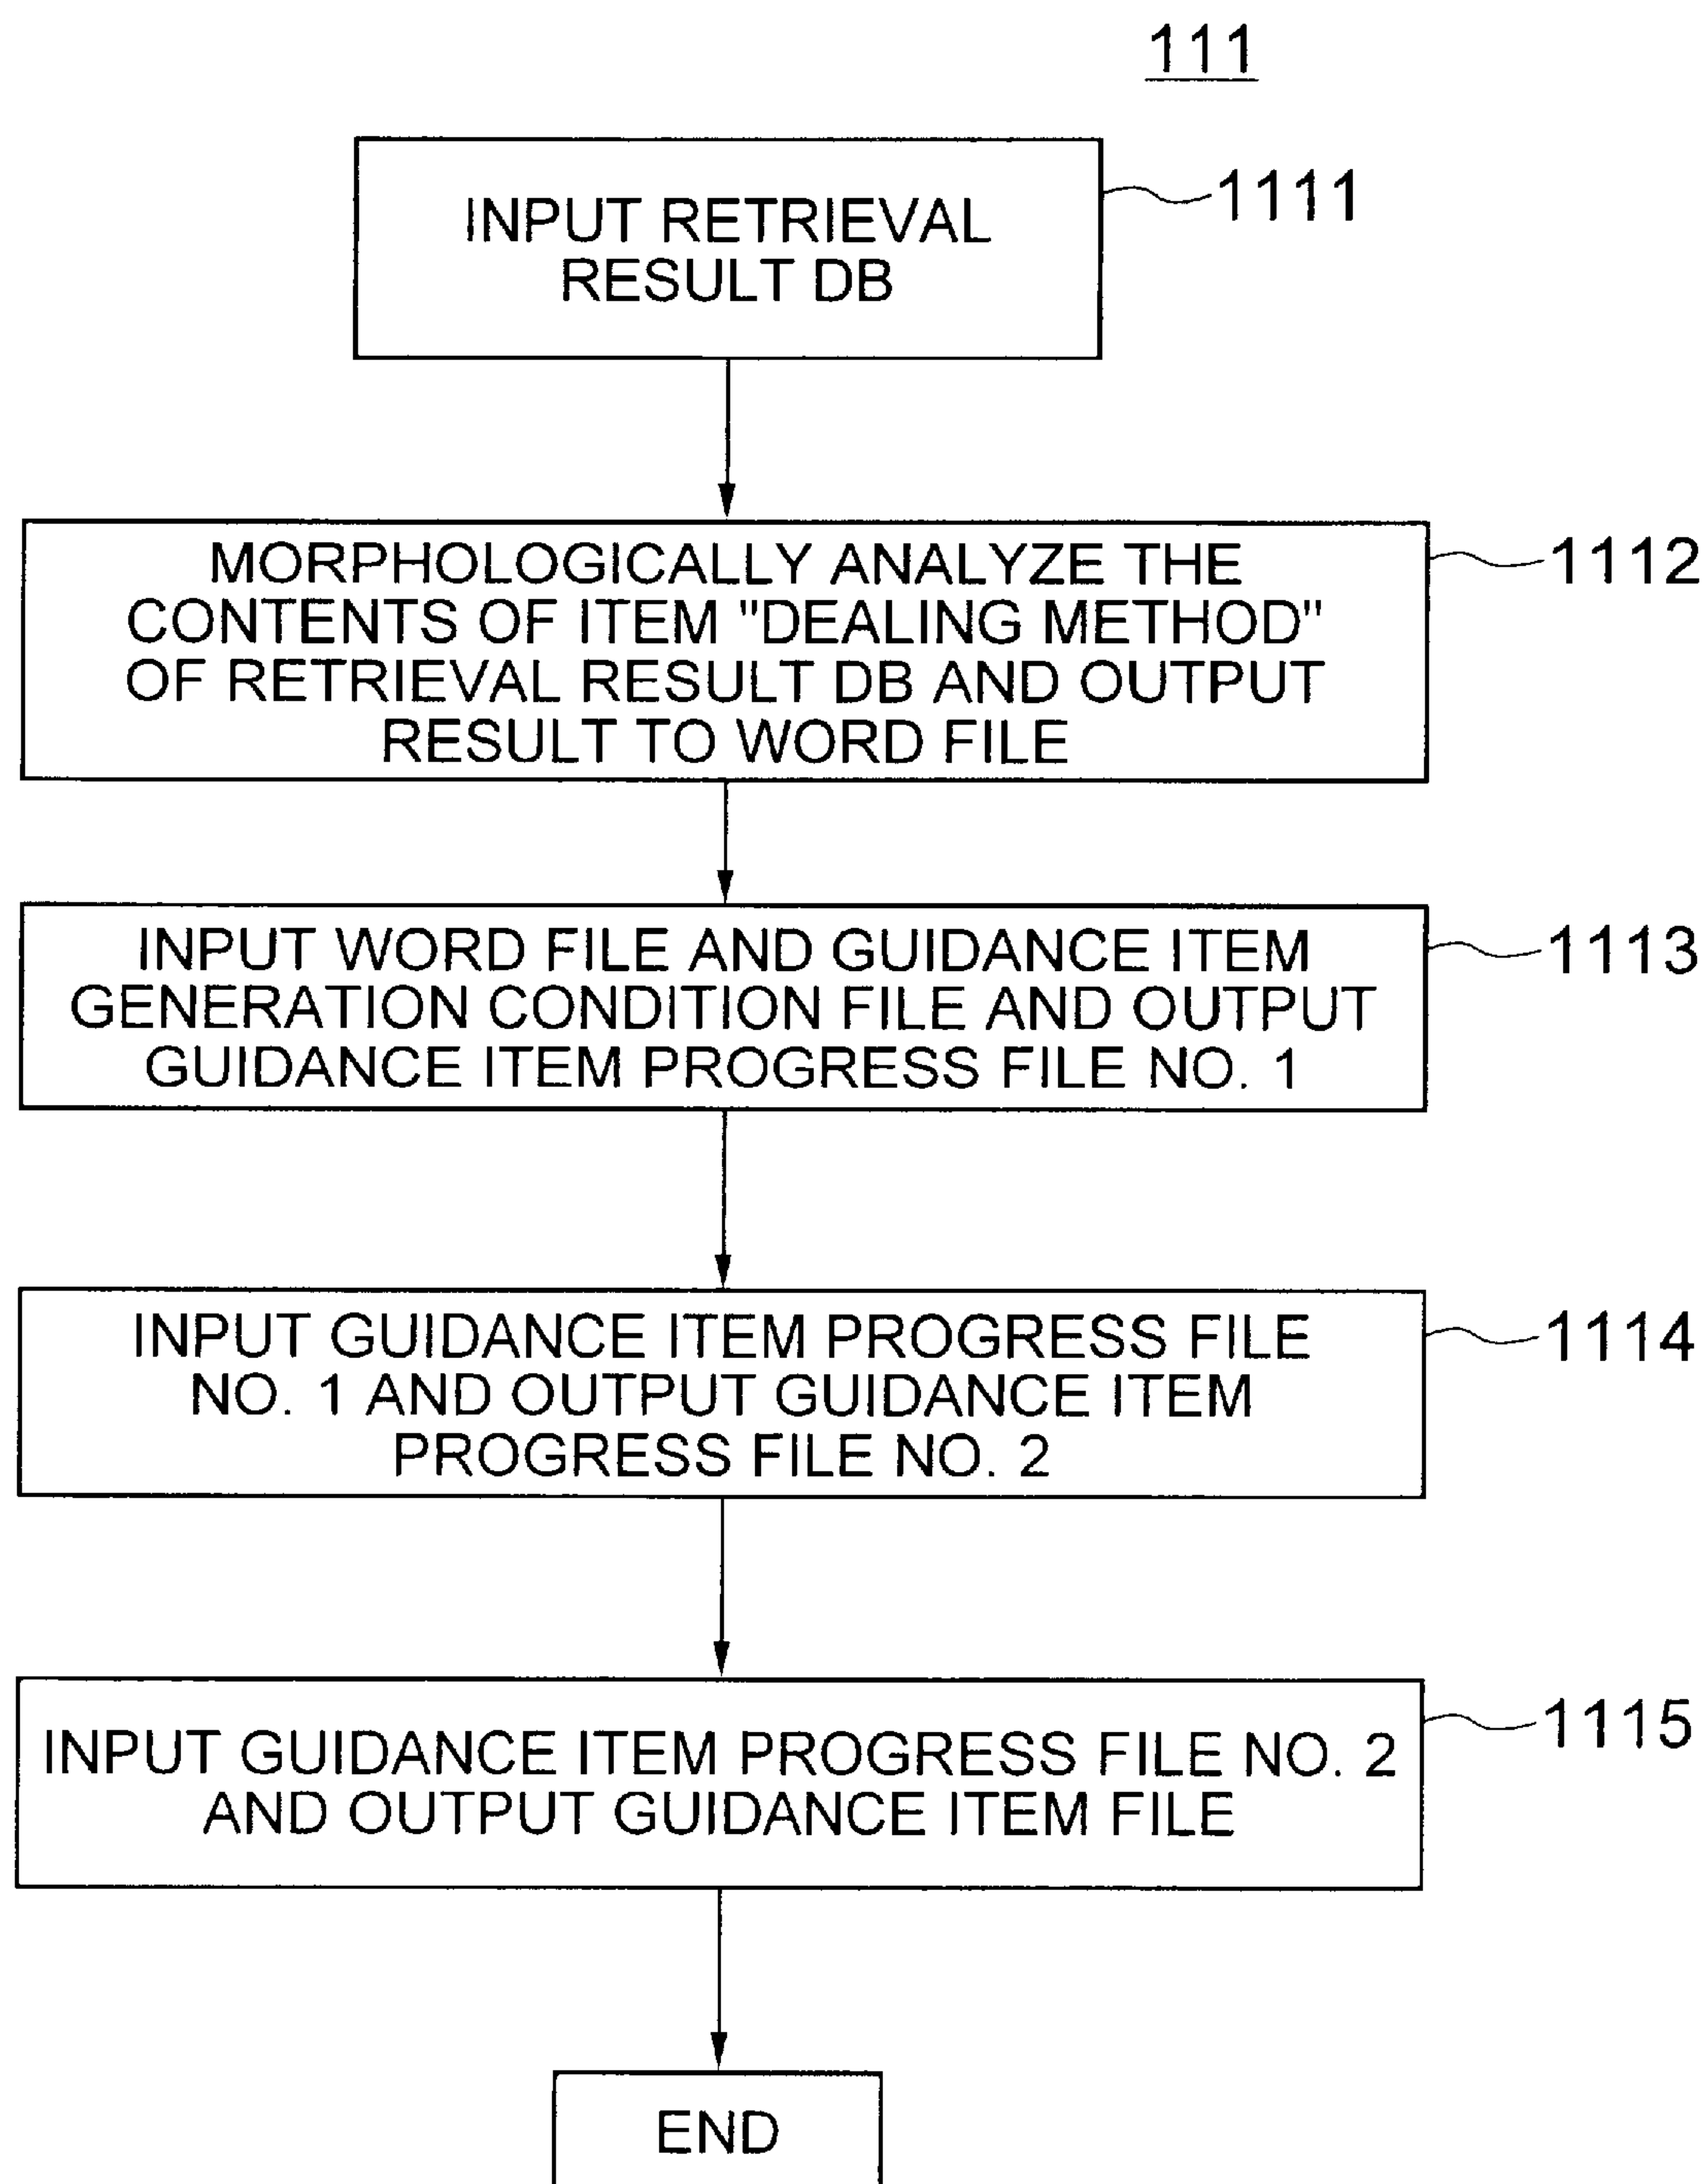 111
INPUT RETRIEVAL
RESULT DB
1111
MORPHOLOGICALLY ANALYZE THE
CONTENTS OF ITEM "DEALING METHOD"
OF RETRIEVAL RESULT DB AND OUTPUT
RESULT TO WORD FILE
1112
INPUT WORD FILE AND GUIDANCE ITEM
GENERATION CONDITION FILE AND OUTPUT
GUIDANCE ITEM PROGRESS FILE NO. 1
1113
INPUT GUIDANCE ITEM PROGRESS FILE
NO. 1 AND OUTPUT GUIDANCE ITEM
PROGRESS FILE NO. 2
1114
INPUT GUIDANCE ITEM PROGRESS FILE NO. 2
AND OUTPUT GUIDANCE ITEM FILE
1115
END